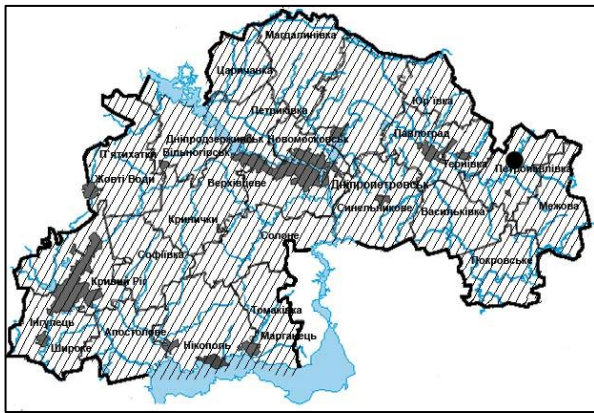 Магдалинівка
Царичанка
Юр'ївка
Петриківка
Дніпродзержинськ
Новомосковськ
Павлоград
Вільногірськ
П'ятихатки
Тернівка
Петропавлівка
Жовті Води
Верхівцеве
Дніпропетровськ
Синельникове
Васильківка
Межова
Кринички
Солоне
Софіївка
Покровське
Кривий Ріг
Томаківка
Інгулець
Апостолове
Марганець
Широке
Нікополь